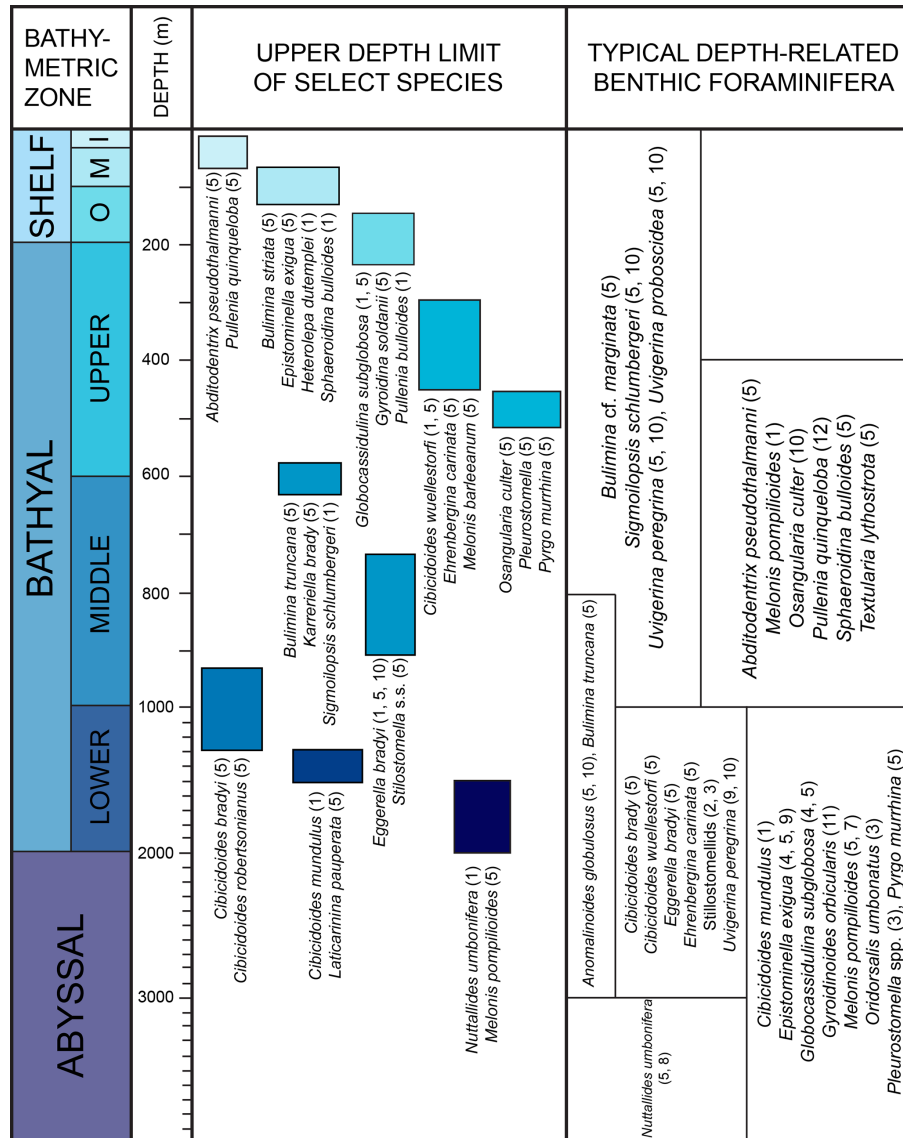 BATHY-
METRIC
ZONE
DEPTH (m)
UPPER DEPTH LIMIT
OF SELECT SPECIES
TYPICAL DEPTH-RELATED
BENTHIC FORAMINIFERA
SHELF
I
M
O
BATHYAL
UPPER
MIDDLE
LOWER
ABYSSAL
200
400
600
800
1000
2000
3000
Abditodentrix pseudothalmanni (5)
Pullenia quinqueloba (5)
Bulimina striata (5)
Epistominella exigua (5)
Heterolepa dutemplei (1)
Sphaeroidina bulloides (1)
Globocassidulina subglobosa (1, 5)
Gyroidina soldanii (5)
Pullenia bulloides (1)
Cibicidoides wuellestorfi (1, 5)
Ehrenbergina carinata (5)
Melonis barleeanum (5)
Osangularia culter (5)
Pleurostomella (5)
Pyrgo murrhina (5)
Bulimina truncana (5)
Karreriella brady (5)
Sigmoilopsis schlumbergeri (1)
Eggerella bradyi (1, 5, 10)
Stilostomella s.s. (5)
Cibicidoides bradyi (5)
Cibicidoides robertsonianus (5)
Cibicidoides mundulus (1)
Laticarinina pauperata (5)
Nuttallides umbonifera (1)
Melonis pompilioides (5)
Bulimina cf. marginata (5)
Sigmoilopsis schlumbergeri (5, 10)
Uvigerina peregrina (5, 10), Uvigerina proboscidea (5, 10)
Abditodentrix pseudothalmanni (5)
Melonis pompilioides (1)
Osangularia culter (10)
Pullenia quinqueloba (12)
Sphaeroidina bulloides (5)
Textularia lythostrota (5)
Anomalinoides globulosus (5, 10), Bulimina truncana (5)
Cibicidoides brady (5)
Cibicidoides wuellestorfi (5)
Eggerella bradyi (5)
Ehrenbergina carinata (5)
Stillostomellids (2, 3)
Uvigerina peregrina (9, 10)
Cibicidoides mundulus (1)
Epistominella exigua (4, 5, 9)
Globocassidulina subglobosa (4, 5)
Gyroidinoides orbicularis (11)
Melonis pompilloides (5, 7)
Oridorsalis umbonatus (3)
Pleurostomella spp. (3), Pyrgo murrhina (5)
Nuttallides umbonifera
(5, 8)